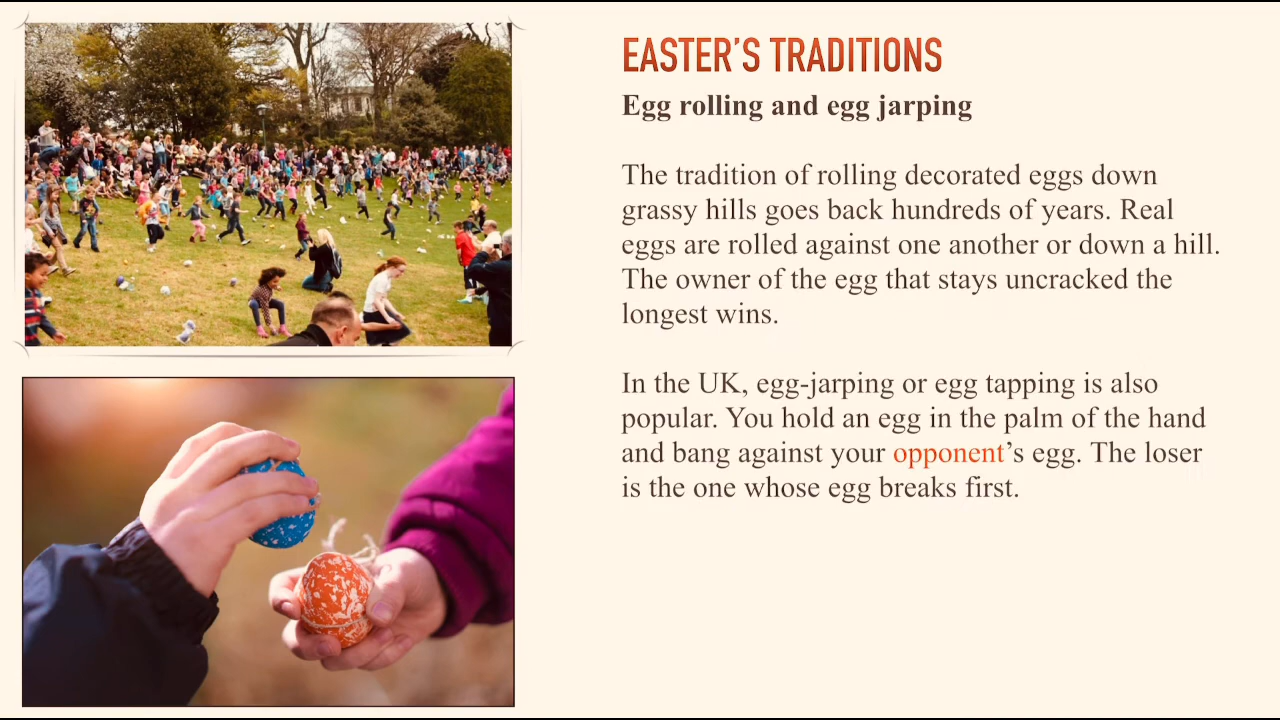 EASTER’S TRADITIONS
Egg rolling and egg jarping
The tradition of rolling decorated eggs down
grassy hills goes back hundreds of years. Real
eggs are rolled against one another or down a hill.
The owner of the egg that stays uncracked the
longest wins.
In the UK, egg-jarping or egg tapping is also
popular. You hold an egg in the palm of the hand
and bang against your opponent’s egg. The loser
is the one whose egg breaks first.